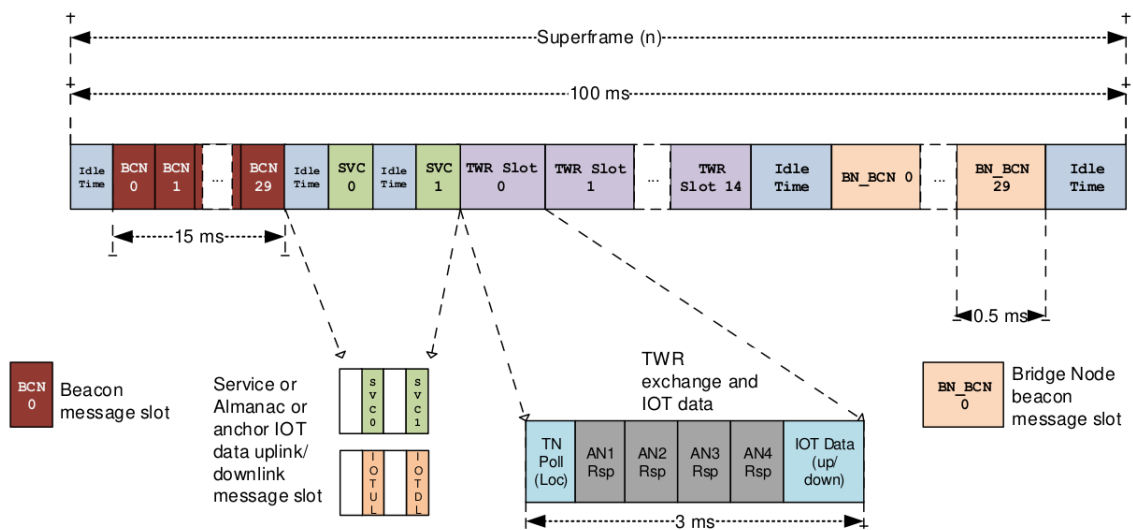 Superframe (n)
100 ms
Idle
Time
BCN
0
BCN
1
...
BCN
29
Idle
Time
SVC
0
Idle
Time
SVC
1
TWR Slot
0
TWR Slot
1
...
TWR
Slot 14
Idle
Time
BN_BCN 0
...
BN_BCN
29
Idle
Time
15 ms
0.5 ms
BCN
0
Beacon
message slot
Service or
Almanac or
anchor IOT
data uplink/
downlink
message slot
SVC0
SVC1
IOTUL
IOTDL
TWR
exchange and
IOT data
TN
Poll
(Loc)
AN1
Rsp
AN2
Rsp
AN3
Rsp
AN4
Rsp
IOT Data
(up/
down)
3 ms
BN_BCN
0
Bridge Node
beacon
message slot